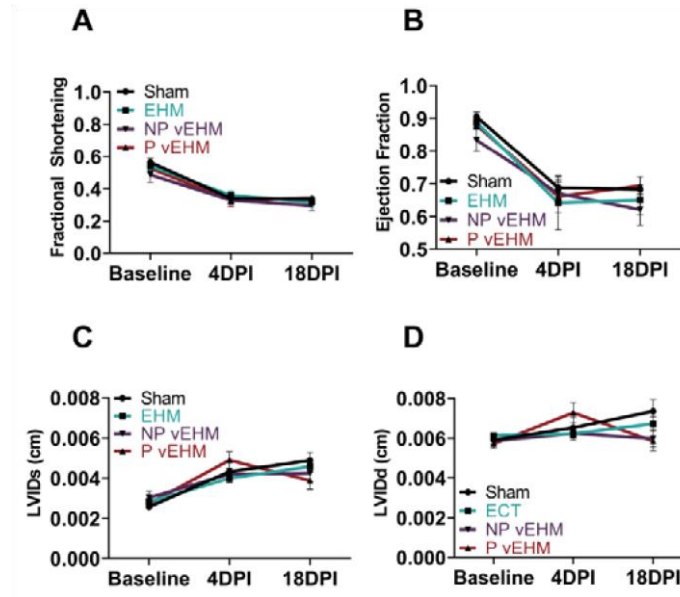 A
Fractional Shortening
1.0
0.8
0.6
0.4
0.2
0.0
Sham
EHM
NP vEHM
P vEHM
Baseline 4DPI 18DPI
B
Ejection Fraction
1.0
0.9
0.8
0.7
0.6
0.5
Sham
EHM
NP vEHM
P vEHM
Baseline 4DPI 18DPI
C
LVIDs (cm)
0.008
0.006
0.004
0.002
0.000
Sham
EHM
NP vEHM
P vEHM
Baseline 4DPI 18DPI
D
LVIDd (cm)
0.008
0.006
0.004
0.002
0.000
Sham
ECT
NP vEHM
P vEHM
Baseline 4DPI 18DPI